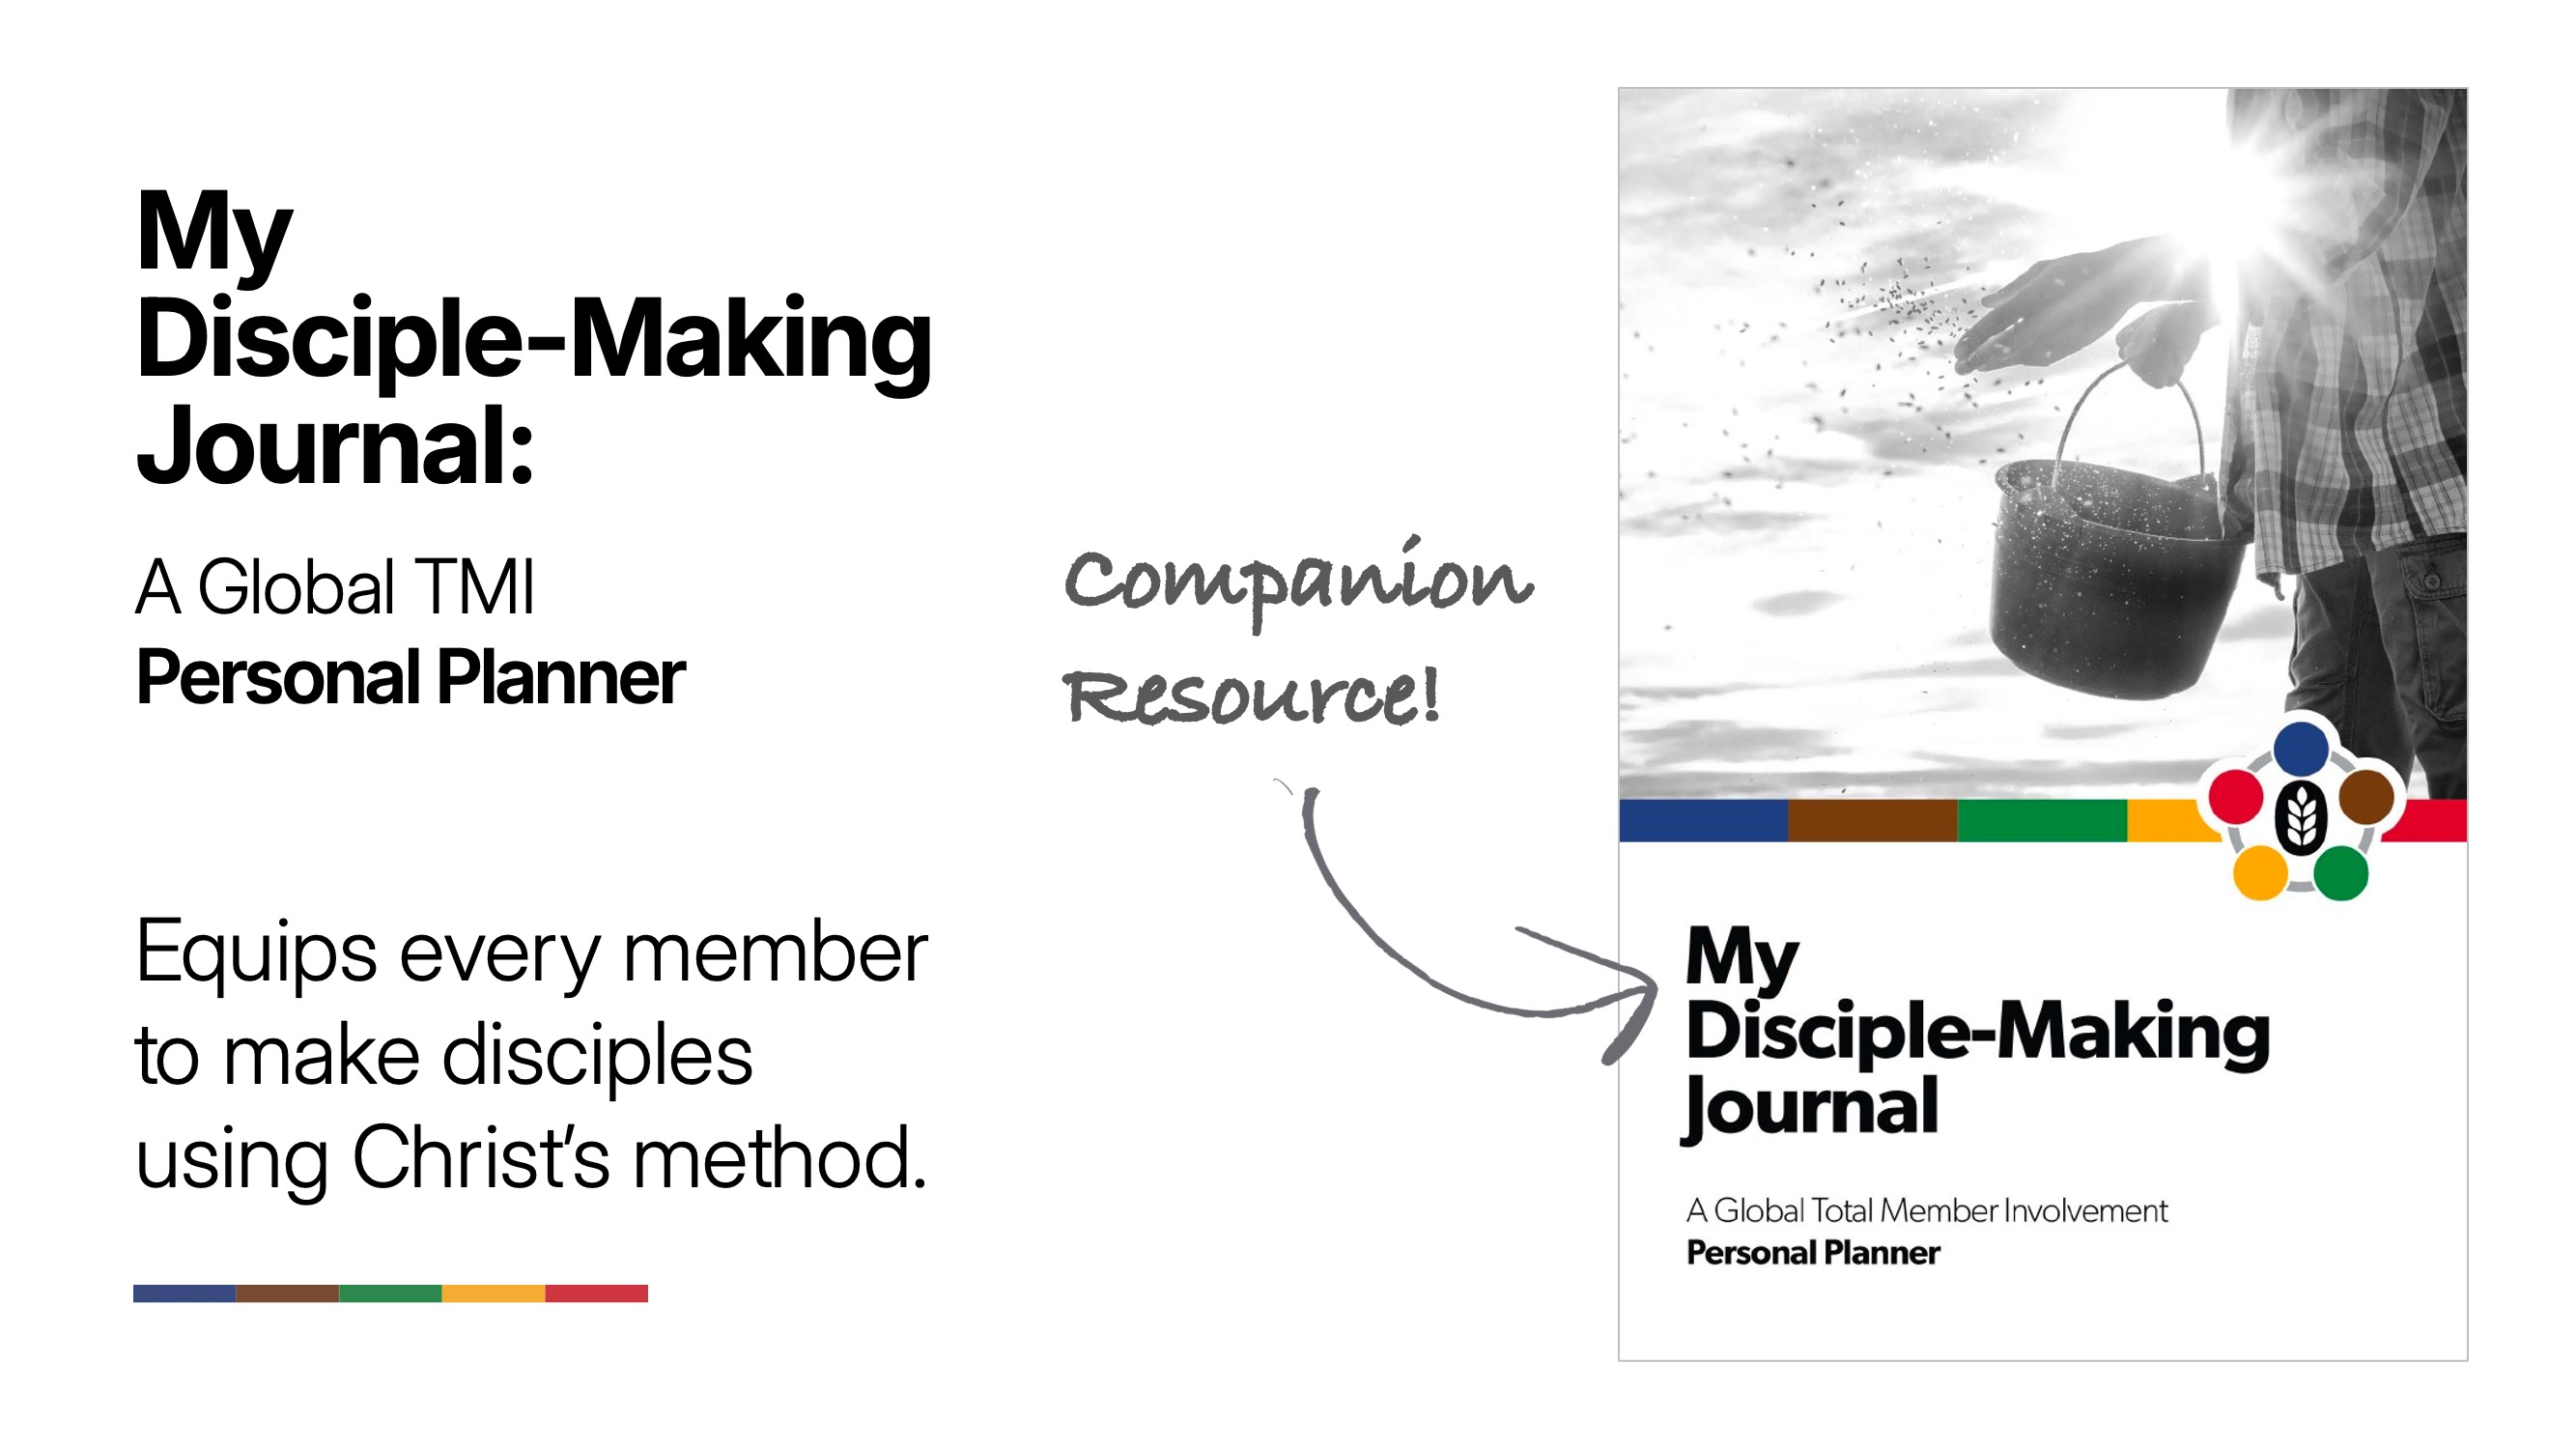 My
Disciple-Making
Journal:
A Global TMI
Personal Planner
Equips every member
to make disciples
using Christ’s method.
Companion
Resource!
My
Disciple-Making
Journal
A Global Total Member Involvement
Personal Planner